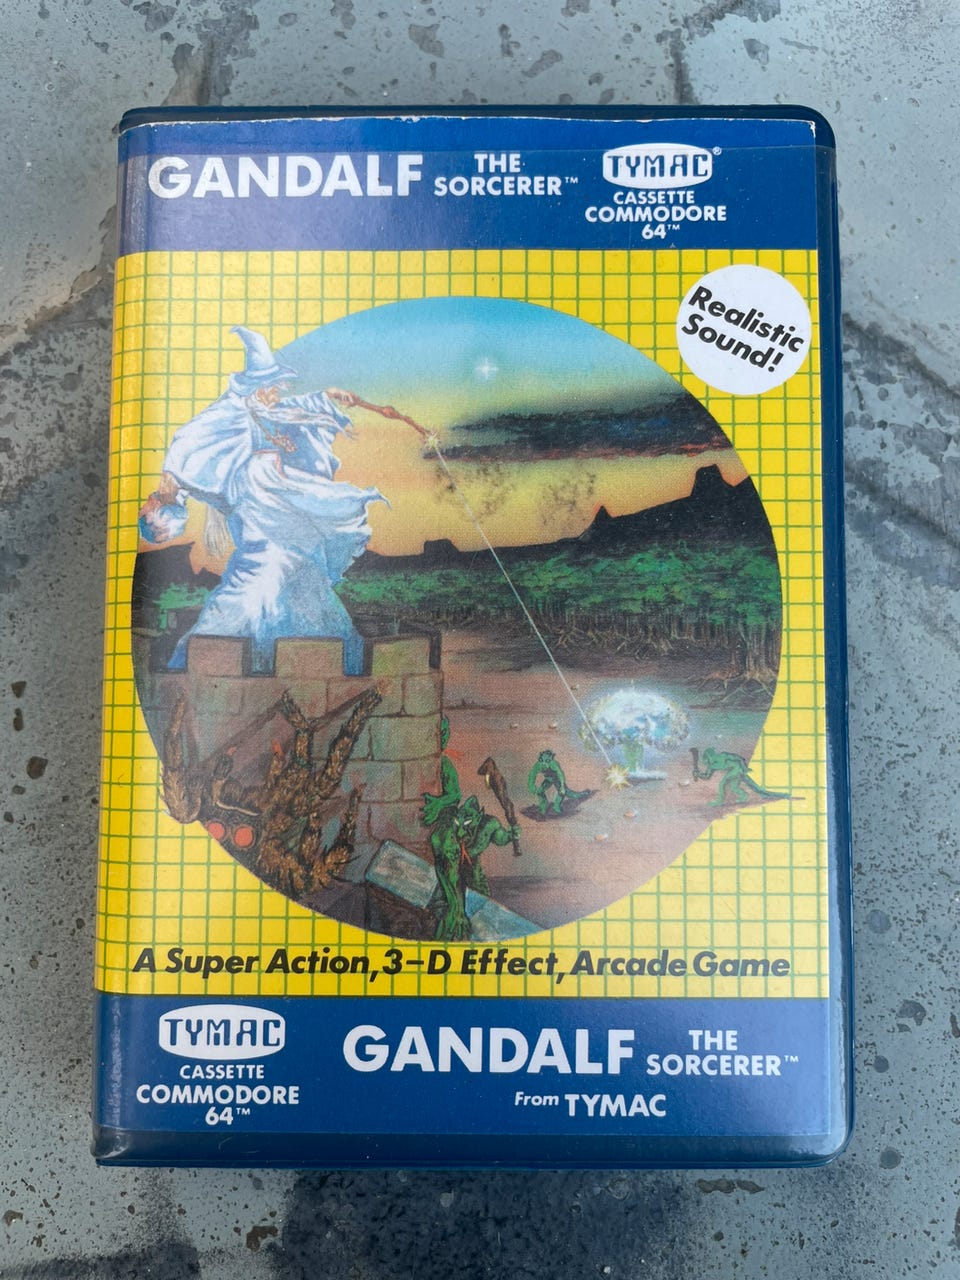 GANDALF THE SORCERER™
TYMAC®
CASSETTE
COMMODORE
64™
Realistic
Sound!
A Super Action, 3-D Effect, Arcade Game
TYMAC
CASSETTE
COMMODORE
64™
GANDALF THE SORCERER™
From TYMAC